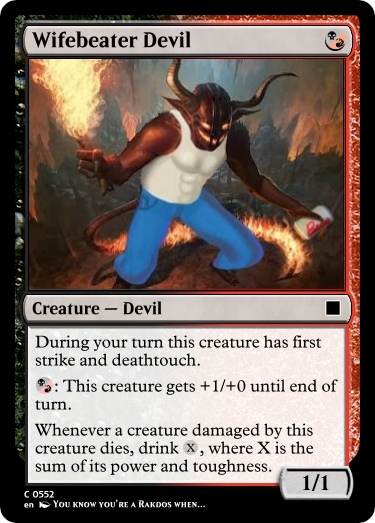 Wifebeater Devil
Creature — Devil
During your turn this creature has first
strike and deathtouch.
: This creature gets +1/+0 until end of
turn.
Whenever a creature damaged by this
creature dies, drink X, where X is the
sum of its power and toughness.
1/1
C 0552
en YOU KNOW YOU'RE A RAKDOS WHEN...